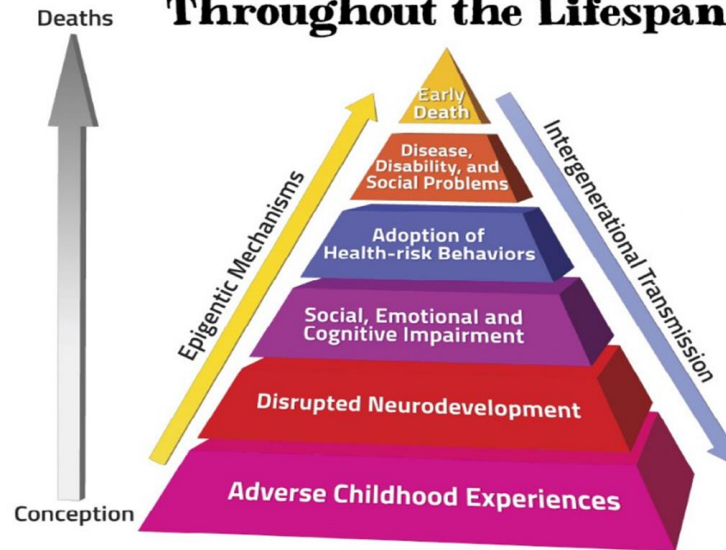 Throughout the Lifespan
Deaths
Early
Death
Disease,
Disability, and
Social Problems
Adoption of
Health-risk Behaviors
Social, Emotional and
Cognitive Impairment
Disrupted Neurodevelopment
Adverse Childhood Experiences
Conception
Epigentic Mechanisms
Intergenerational Transmission